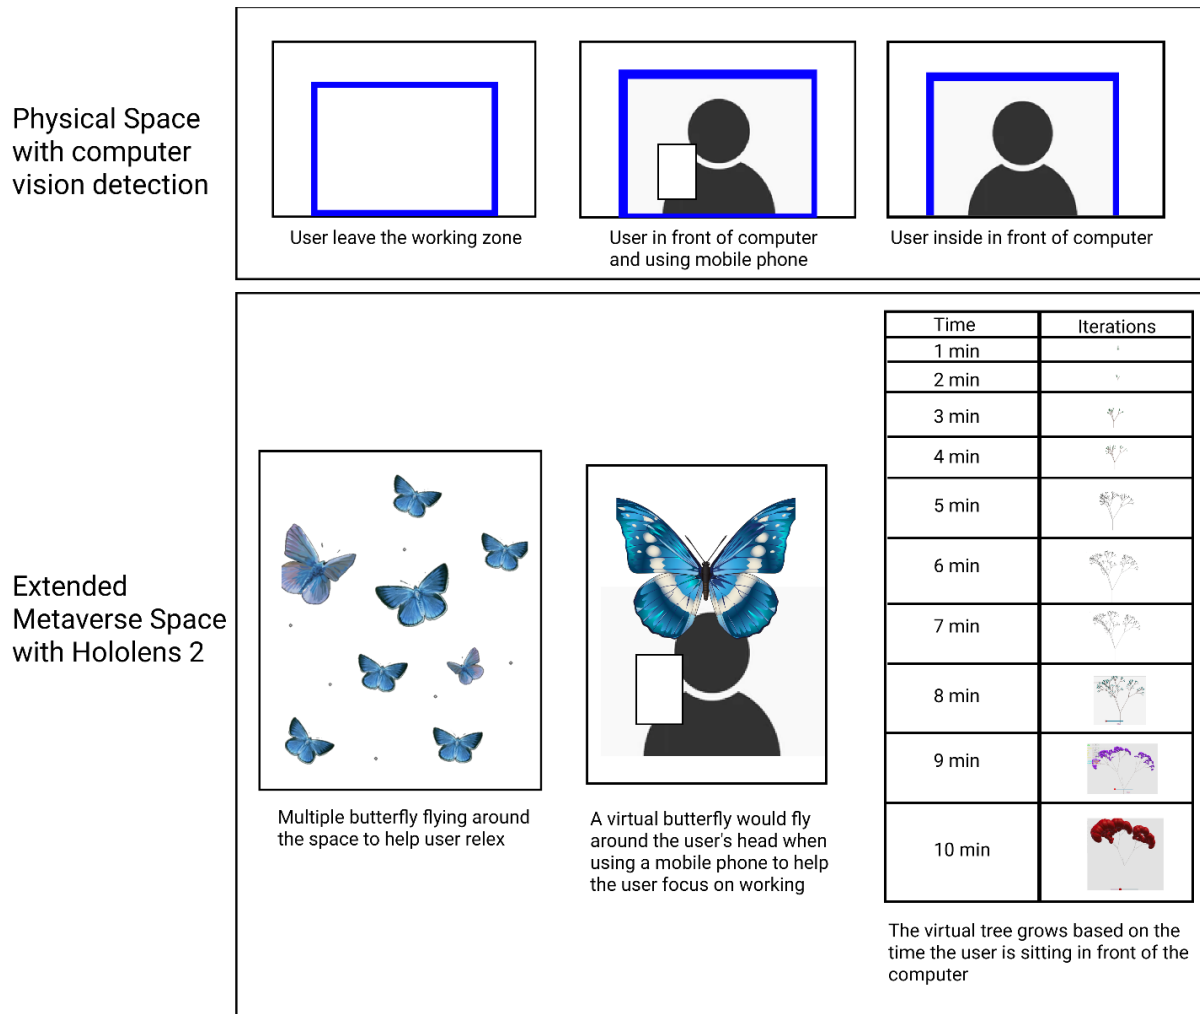 Physical Space
with computer
vision detection
User leave the working zone
User in front of computer
and using mobile phone
User inside in front of computer
Extended
Metaverse Space
with Hololens 2
Multiple butterfly flying around
the space to help user relex
A virtual butterfly would fly
around the user's head when
using a mobile phone to help
the user focus on working
Time Iterations
1 min
2 min
3 min
4 min
5 min
6 min
7 min
8 min
9 min
10 min
The virtual tree grows based on the
time the user is sitting in front of the
computer